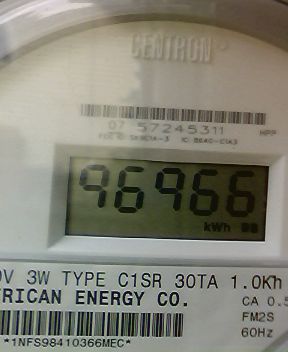 CENTRON
07 57245311 HPP
96966
kWh
0V 3W TYPE C1SR 30TA 1.0Kh
RICAN ENERGY CO. CA 0.5
FM2S
*1NFS98410366MEC* 60Hz